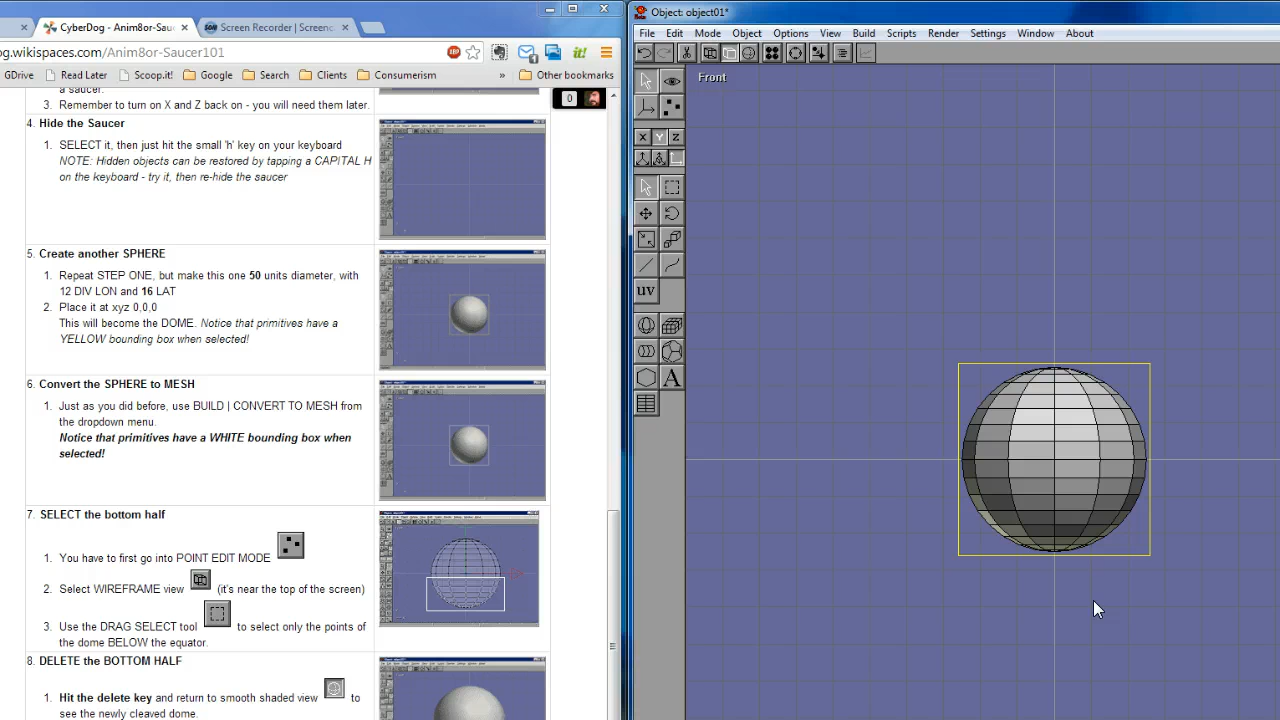 CyberDog - Anim8or-Sauce
Screen Recorder | Screenc
og.wikispaces.com/Anim8or-Saucer101
GDrive
Read Later
Scoop.it!
Google
Search
Clients
Consumerism
»
Other bookmarks
a saucer.
3. Remember to turn on X and Z back on - you will need them later.
0
4. Hide the Saucer
1. SELECT it, then just hit the small 'h' key on your keyboard
NOTE: Hidden objects can be restored by tapping a CAPITAL H
on the keyboard - try it, then re-hide the saucer
5. Create another SPHERE
1. Repeat STEP ONE, but make this one 50 units diameter, with
12 DIV LON and 16 LAT
2. Place it at XYZ 0,0,0
This will become the DOME. Notice that primitives have a
YELLOW bounding box when selected!
6. Convert the SPHERE to MESH
1. Just as you did before, use BUILD | CONVERT TO MESH from
the dropdown menu.
Notice that primitives have a WHITE bounding box when
selected!
7. SELECT the bottom half
1. You have to first go into POINT EDIT MODE
2. Select WIREFRAME view (it's near the top of the screen)
3. Use the DRAG SELECT tool to select only the points of
the dome BELOW the equator.
8. DELETE the BOTTOM HALF
1. Hit the delete key and return to smooth shaded view to
see the newly cleaved dome.
Object: object01*
File Edit Mode Object Options View Build Scripts Render Settings Window About
Front
X Y Z
uv
A